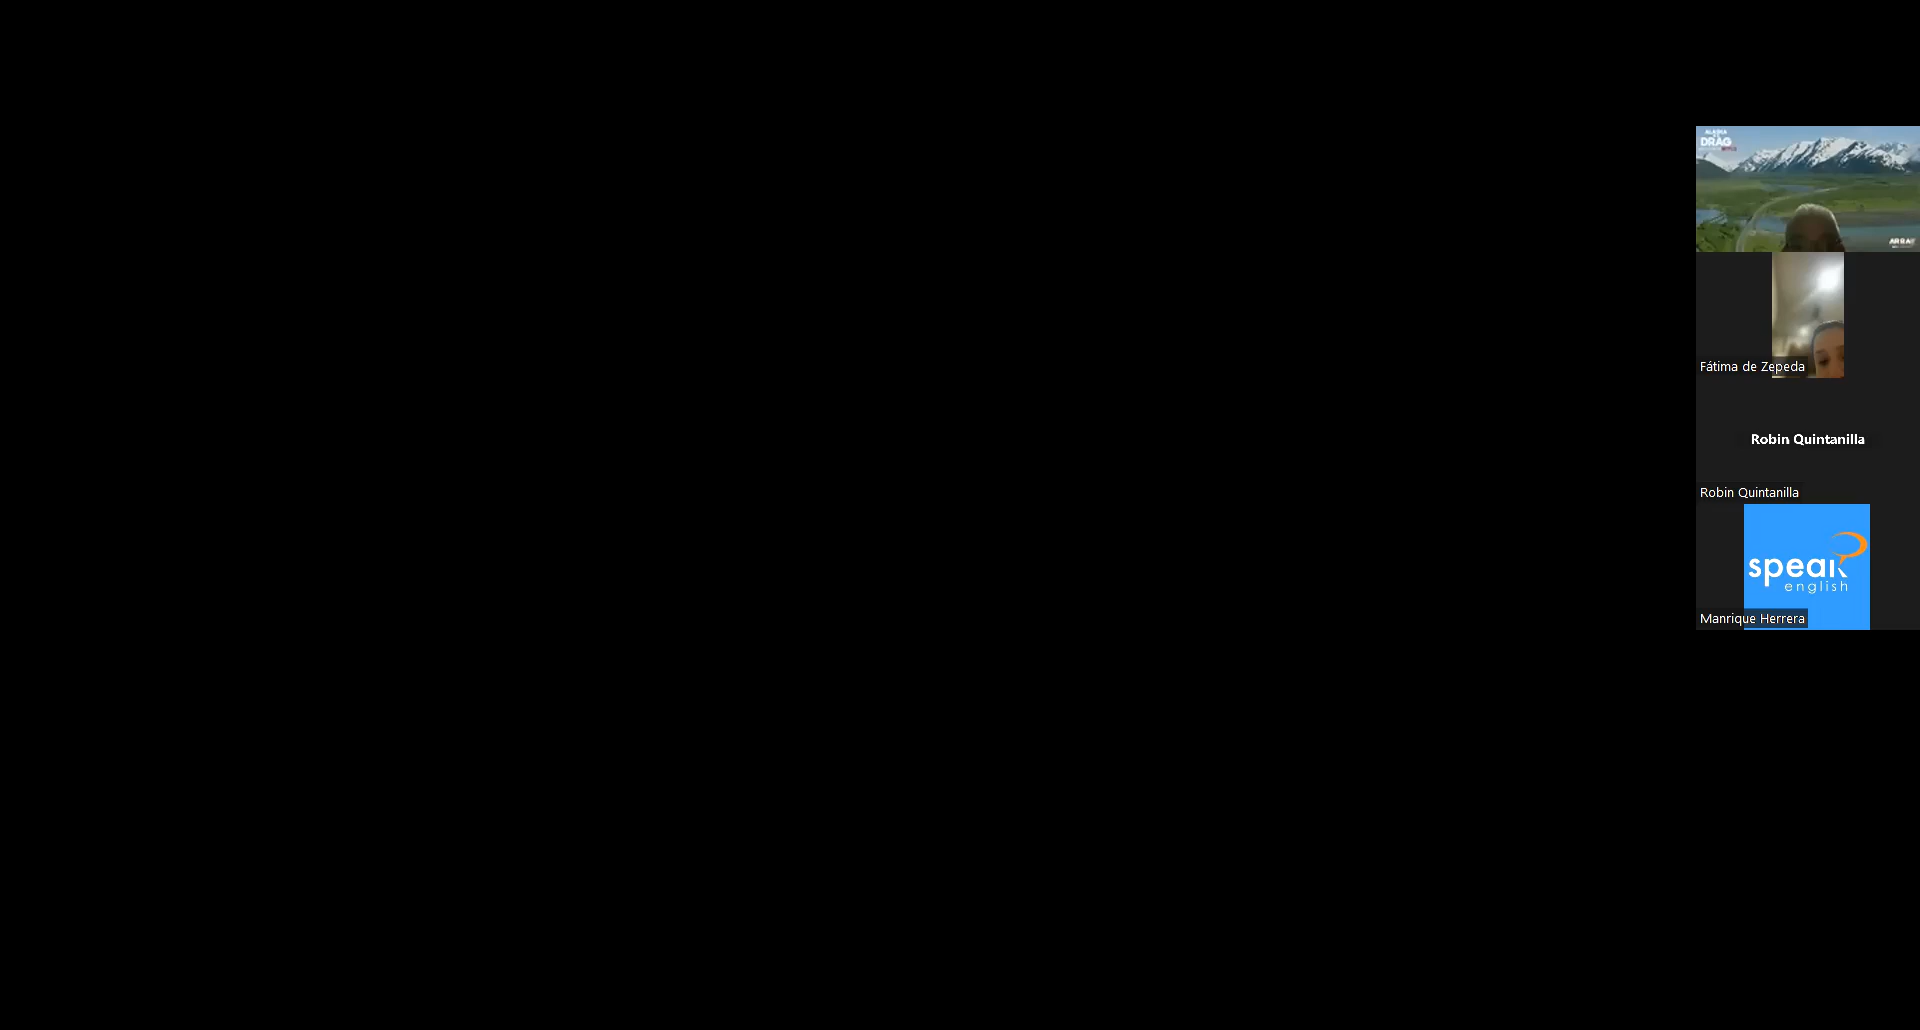 DRAG
Fátima de Zepeda
Robin Quintanilla
Robin Quintanilla
speak
english
Manrique Herrera